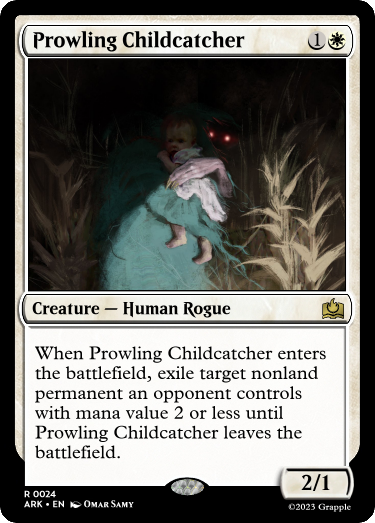 Prowling Childcatcher 1
Creature — Human Rogue
When Prowling Childcatcher enters
the battlefield, exile target nonland
permanent an opponent controls
with mana value 2 or less until
Prowling Childcatcher leaves the
battlefield.
2/1
R 0024
ARK • EN Omar Samy
©2023 Grapple